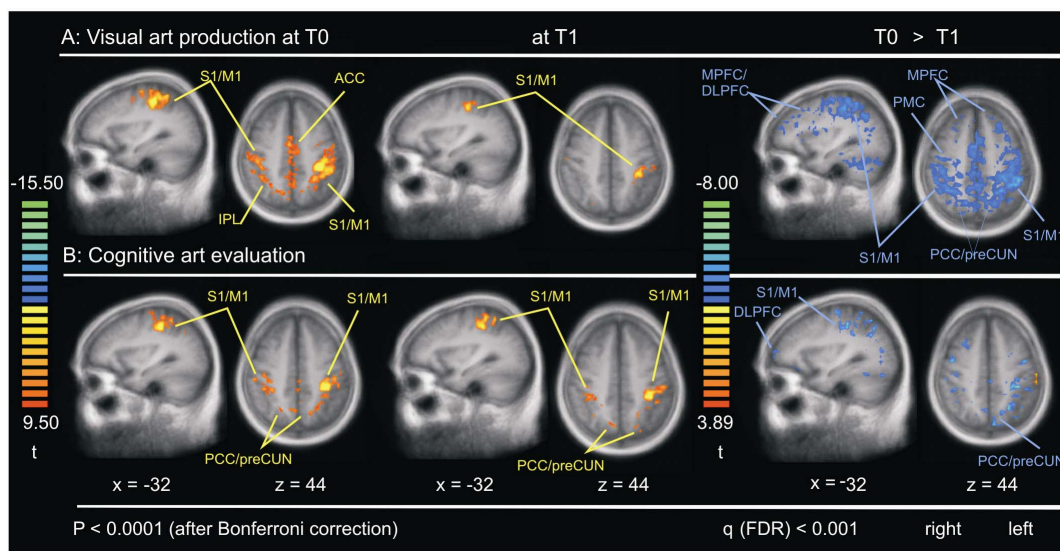 A: Visual art production at T0 at T1 T0 > T1
S1/M1 ACC S1/M1 MPFC/ MPFC
DLPFC
PMC
-15.50 -8.00
IPL S1/M1 S1/M1 S1/M1
PCC/preCUN
B: Cognitive art evaluation
S1/M1 S1/M1 S1/M1 S1/M1 S1/M1
DLPFC
9.50 3.89
t t
PCC/preCUN PCC/preCUN PCC/preCUN
x = -32 z = 44 x = -32 z = 44 x = -32 z = 44
P < 0.0001 (after Bonferroni correction) q (FDR) < 0.001 right left